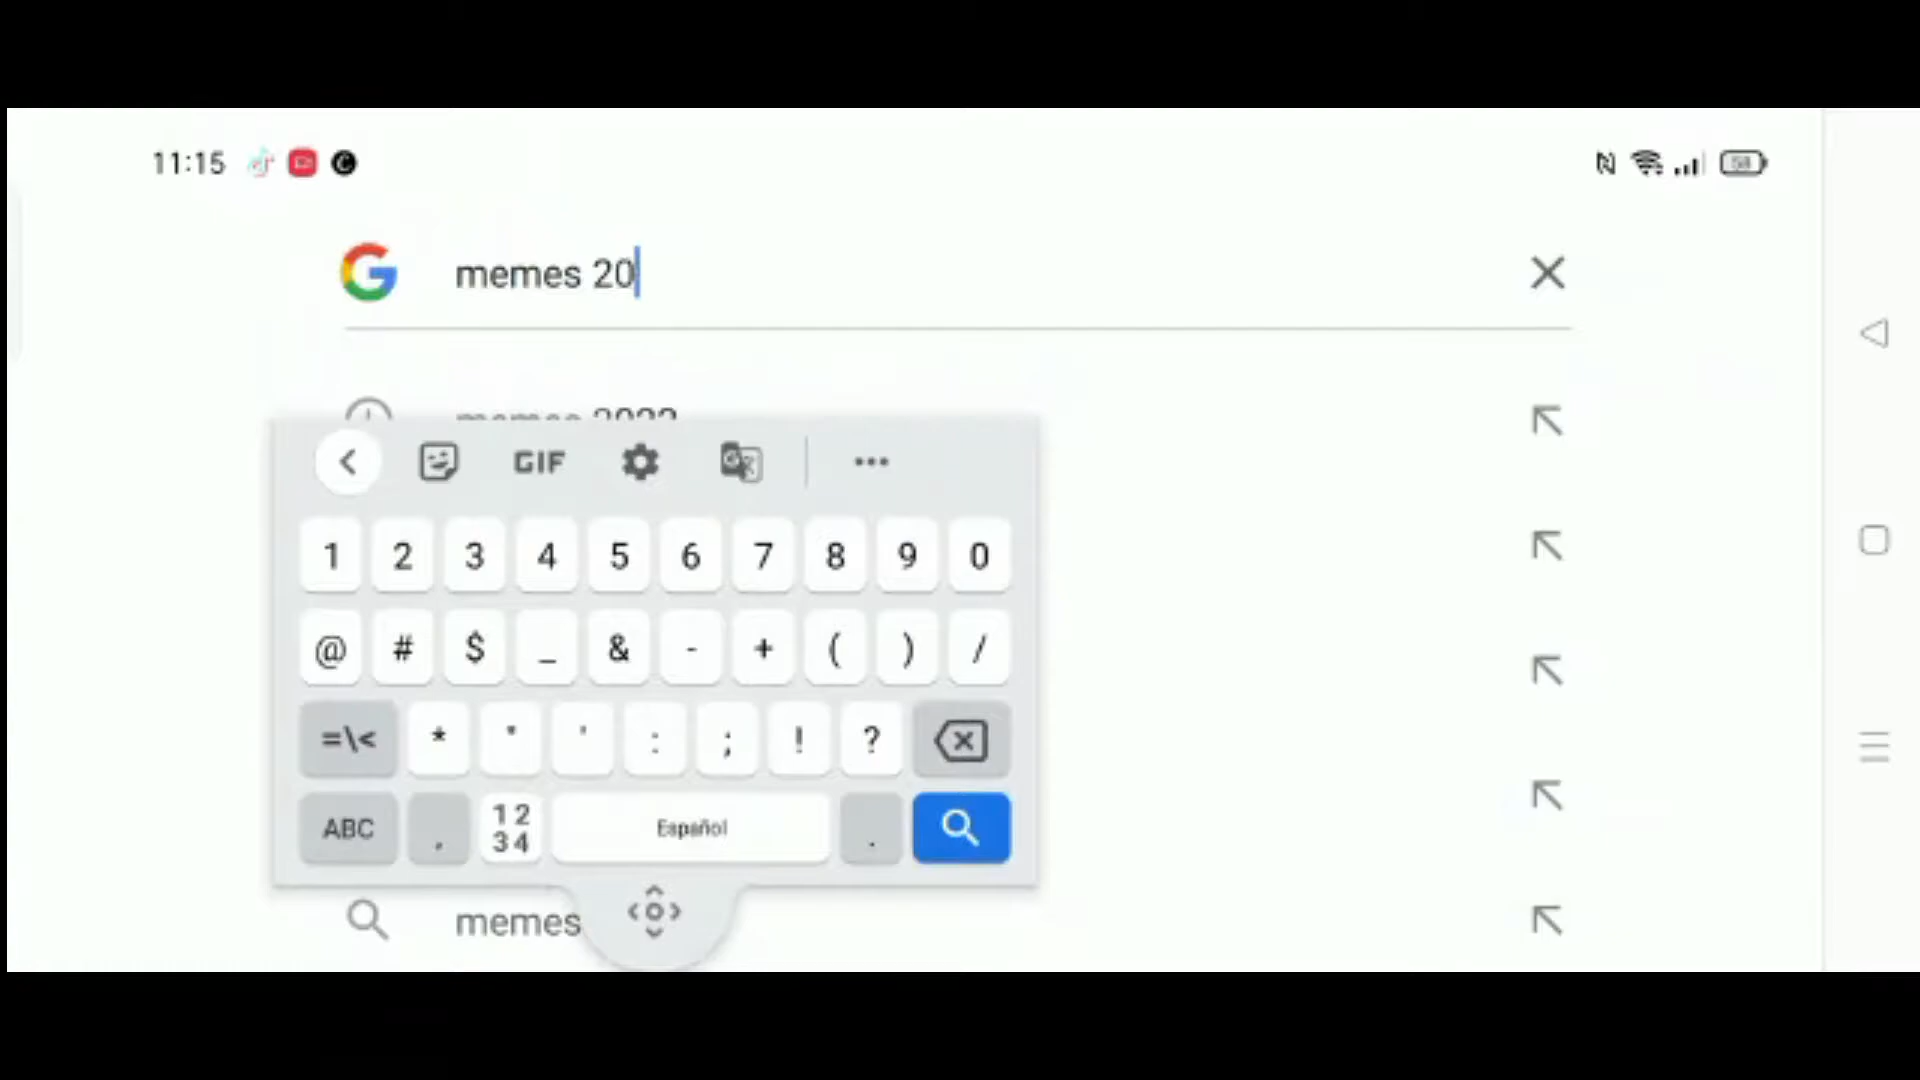 11:15
58
memes 20
GIF
1 2 3 4 5 6 7 8 9 0
@ # $ _ & - + ( ) /
=\< * " ' : ; ! ?
ABC , 12 34 Español .
memes